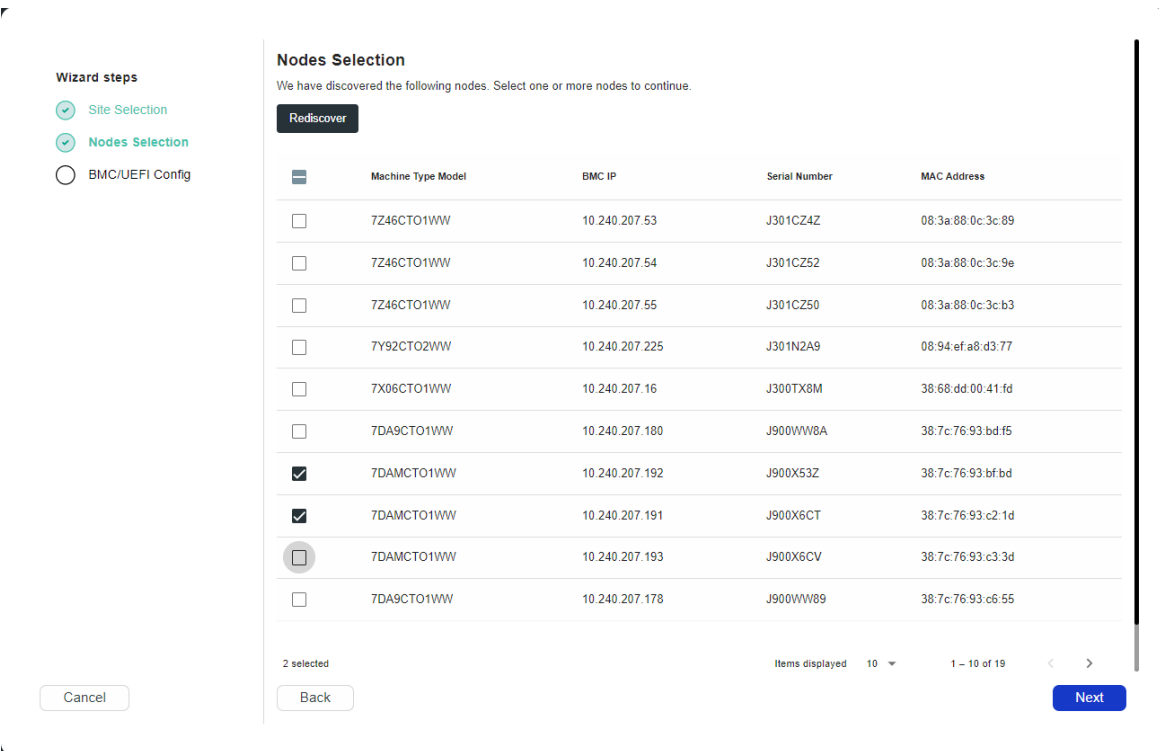 Wizard steps
Site Selection
Nodes Selection
BMC/UEFI Config
Nodes Selection
We have discovered the following nodes. Select one or more nodes to continue.
Rediscover
Machine Type Model BMC IP Serial Number MAC Address
7Z46CTO1WW 10.240.207.53 J301CZ4Z 08:3a:88:0c:3c:89
7Z46CTO1WW 10.240.207.54 J301CZ52 08:3a:88:0c:3c:9e
7Z46CTO1WW 10.240.207.55 J301CZ50 08:3a:88:0c:3c:b3
7Y92CTO2WW 10.240.207.225 J301N2A9 08:94:ef:a8:d3:77
7X06CTO1WW 10.240.207.16 J300TX8M 38:68:dd:00:41:fd
7DA9CTO1WW 10.240.207.180 J900WW8A 38:7c:76:93:bd:f5
7DAMCTO1WW 10.240.207.192 J900X53Z 38:7c:76:93:bf:bd
7DAMCTO1WW 10.240.207.191 J900X6CT 38:7c:76:93:c2:1d
7DAMCTO1WW 10.240.207.193 J900X6CV 38:7c:76:93:c3:3d
7DA9CTO1WW 10.240.207.178 J900WW89 38:7c:76:93:c6:55
2 selected Items displayed 10 1 – 10 of 19
Cancel Back Next